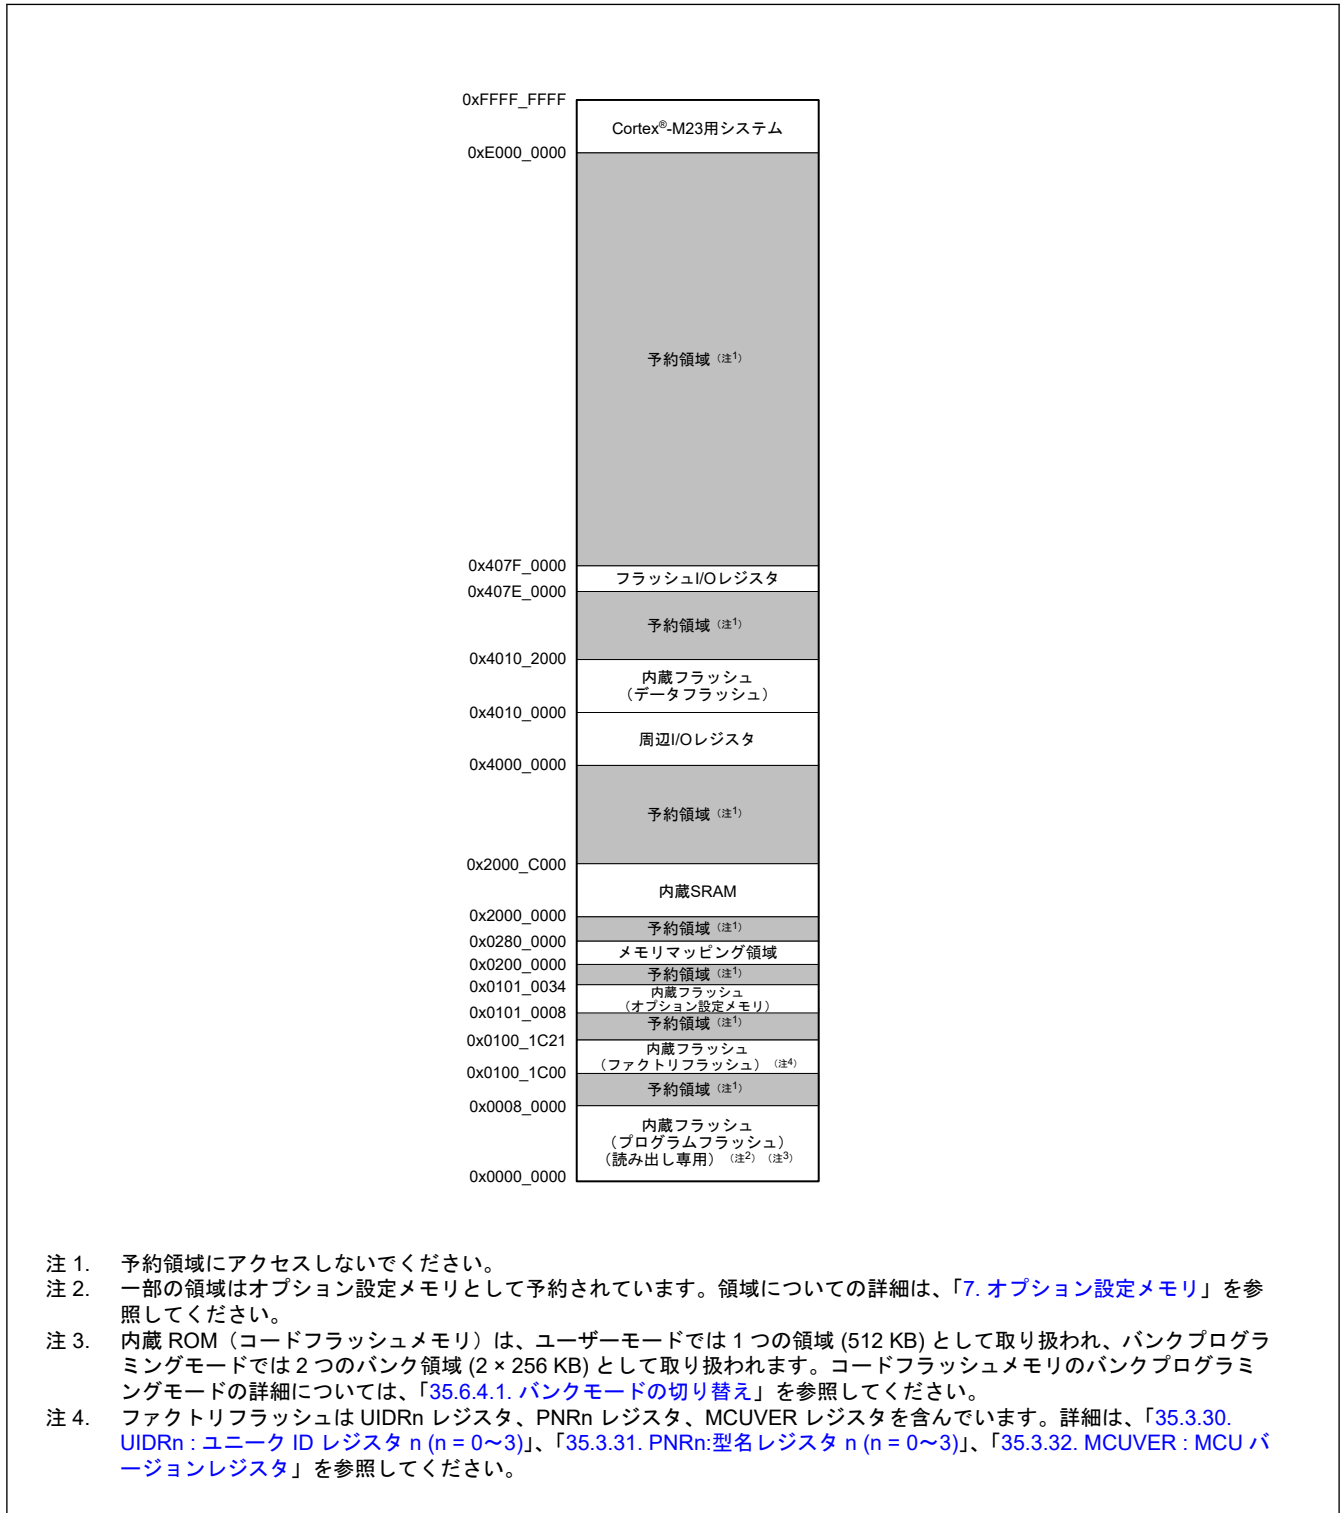 0xFFFF_FFFF
Cortex®-M23用システム
0xE000_0000
予約領域（注1）
0x407F_0000
フラッシュI/Oレジスタ
0x407E_0000
予約領域（注1）
0x4010_2000
内蔵フラッシュ
（データフラッシュ）
0x4010_0000
周辺I/Oレジスタ
0x4000_0000
予約領域（注1）
0x2000_C000
内蔵SRAM
0x2000_0000
予約領域（注1）
0x0280_0000
メモリマッピング領域
0x0200_0000
予約領域（注1）
0x0101_0034
内蔵フラッシュ
（オプション設定メモリ）
0x0101_0008
予約領域（注1）
0x0100_1C21
内蔵フラッシュ
（ファクトリフラッシュ）（注4）
0x0100_1C00
予約領域（注1）
0x0008_0000
内蔵フラッシュ
（プログラムフラッシュ）
（読み出し専用）（注2）（注3）
0x0000_0000
注 1. 予約領域にアクセスしないでください。
注 2. 一部の領域はオプション設定メモリとして予約されています。領域についての詳細は、「7. オプション設定メモリ」を参
照してください。
注 3. 内蔵 ROM（コードフラッシュメモリ）は、ユーザーモードでは 1 つの領域 (512 KB) として取り扱われ、バンクプログラ
ミングモードでは 2 つのバンク領域 (2 × 256 KB) として取り扱われます。コードフラッシュメモリのバンクプログラミ
ングモードの詳細については、「35.6.4.1. バンクモードの切り替え」を参照してください。
注 4. ファクトリフラッシュは UIDRn レジスタ、PNRn レジスタ、MCUVER レジスタを含んでいます。詳細は、「35.3.30.
UIDRn : ユニーク ID レジスタ n (n = 0～3)」、「35.3.31. PNRn:型名レジスタ n (n = 0～3)」、「35.3.32. MCUVER : MCU バ
ージョンレジスタ」を参照してください。